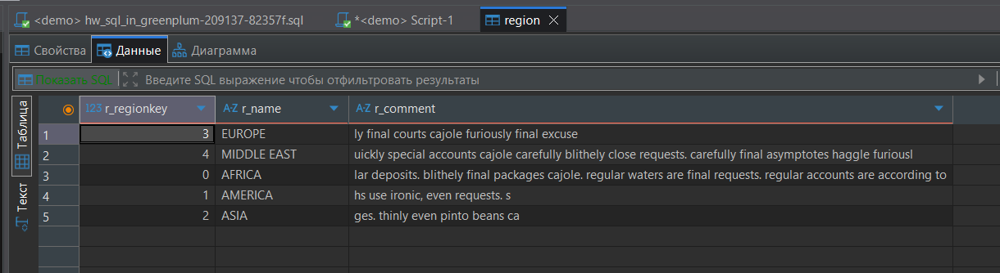 <demo> hw_sql_in_greenplum-209137-82357f.sql *<demo> Script-1 region
Свойства Данные Диаграмма
Показать SQL Введите SQL выражение чтобы отфильтровать результаты
Таблица
Текст
123 r_regionkey A-Z r_name A-Z r_comment
1 3 EUROPE ly final courts cajole furiously final excuse
2 4 MIDDLE EAST uickly special accounts cajole carefully blithely close requests. carefully final asymptotes haggle furiousl
3 0 AFRICA lar deposits. blithely final packages cajole. regular waters are final requests. regular accounts are according to
4 1 AMERICA hs use ironic, even requests. s
5 2 ASIA ges. thinly even pinto beans ca